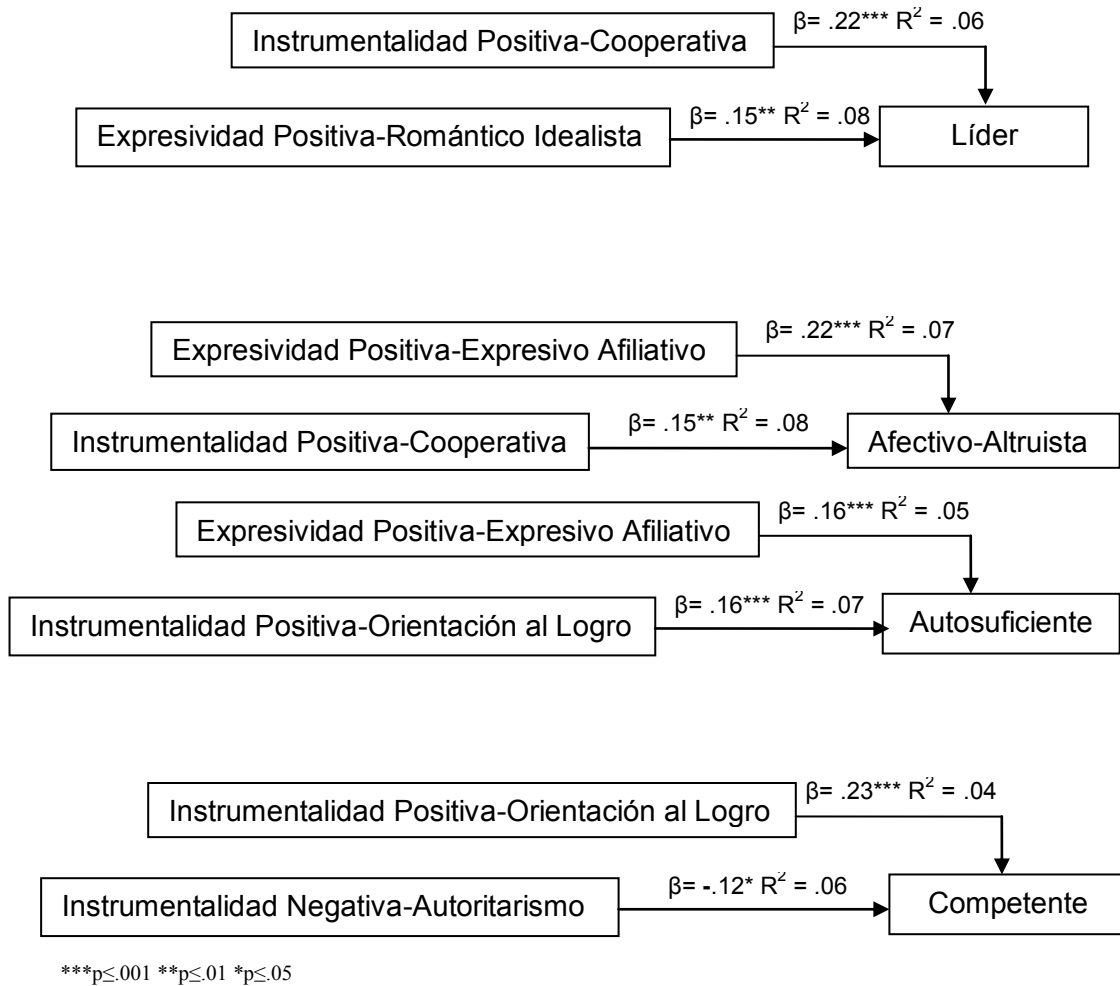 β= .22*** R² = .06
Instrumentalidad Positiva-Cooperativa
β= .15** R² = .08
Expresividad Positiva-Romántico Idealista
Líder
β= .22*** R² = .07
Expresividad Positiva-Expresivo Afiliativo
β= .15** R² = .08
Instrumentalidad Positiva-Cooperativa
Afectivo-Altruista
β= .16*** R² = .05
Expresividad Positiva-Expresivo Afiliativo
β= .16*** R² = .07
Instrumentalidad Positiva-Orientación al Logro
Autosuficiente
β= .23*** R² = .04
Instrumentalidad Positiva-Orientación al Logro
β= -.12* R² = .06
Instrumentalidad Negativa-Autoritarismo
Competente
***p≤.001 **p≤.01 *p≤.05